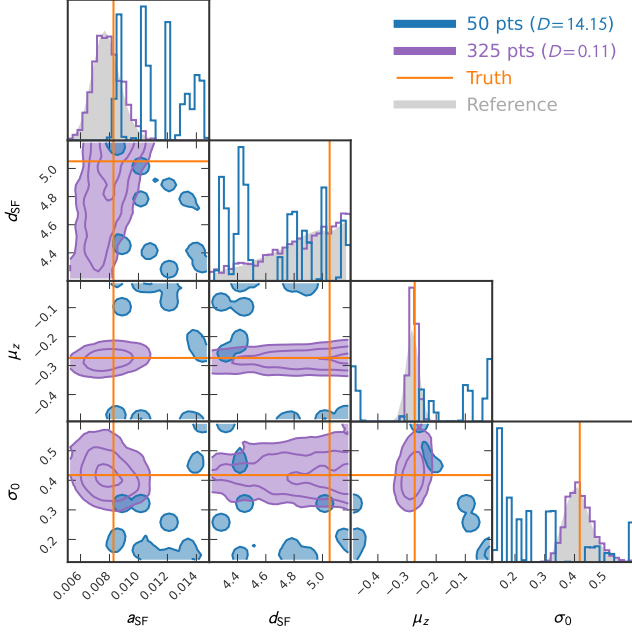 50 pts (D=14.15)
325 pts (D=0.11)
Truth
Reference
5.0
4.8
4.6
4.4
d_SF
−0.1
−0.2
−0.3
−0.4
μ_z
0.5
0.4
0.3
0.2
σ_0
0.006 0.008 0.010 0.012 0.014
4.4 4.6 4.8 5.0
−0.4 −0.3 −0.2 −0.1
0.2 0.3 0.4 0.5
a_SF d_SF μ_z σ_0